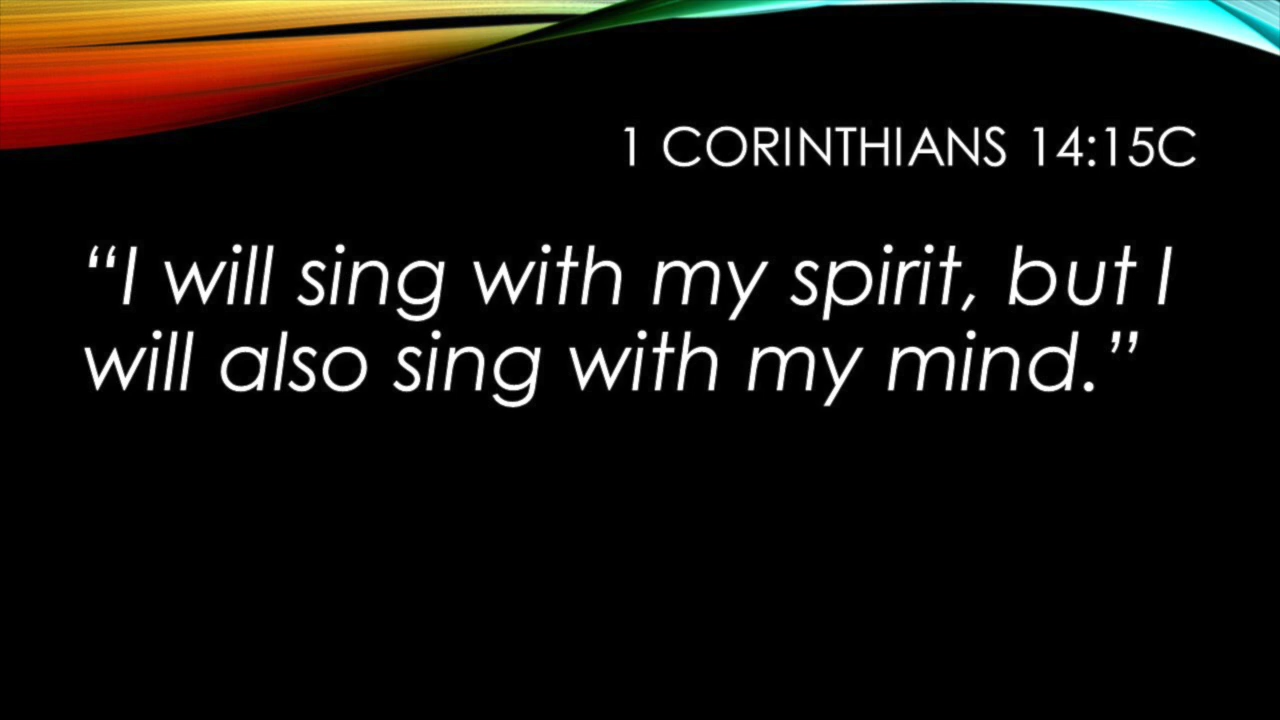 1 CORINTHIANS 14:15C
“I will sing with my spirit, but I
will also sing with my mind.”